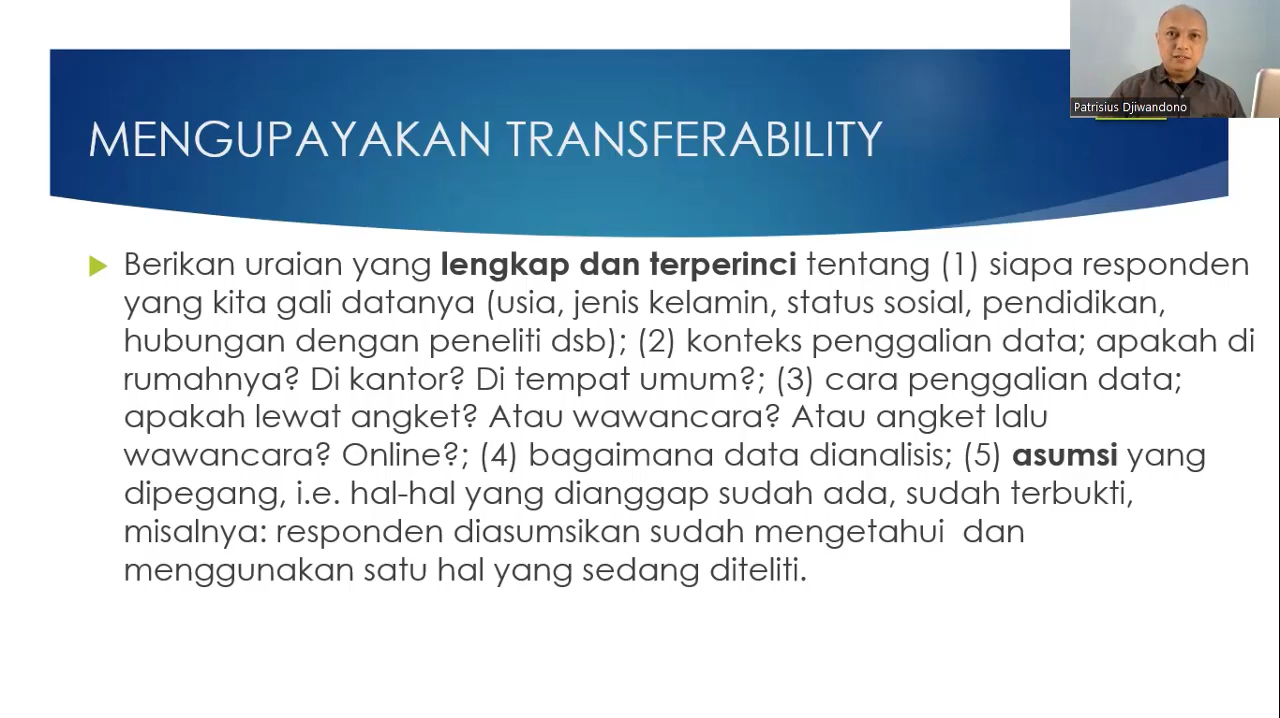 Patrisius Djiwandono
MENGUPAYAKAN TRANSFERABILITY
Berikan uraian yang lengkap dan terperinci tentang (1) siapa responden
yang kita gali datanya (usia, jenis kelamin, status sosial, pendidikan,
hubungan dengan peneliti dsb); (2) konteks penggalian data; apakah di
rumahnya? Di kantor? Di tempat umum?; (3) cara penggalian data;
apakah lewat angket? Atau wawancara? Atau angket lalu
wawancara? Online?; (4) bagaimana data dianalisis; (5) asumsi yang
dipegang, i.e. hal-hal yang dianggap sudah ada, sudah terbukti,
misalnya: responden diasumsikan sudah mengetahui  dan
menggunakan satu hal yang sedang diteliti.